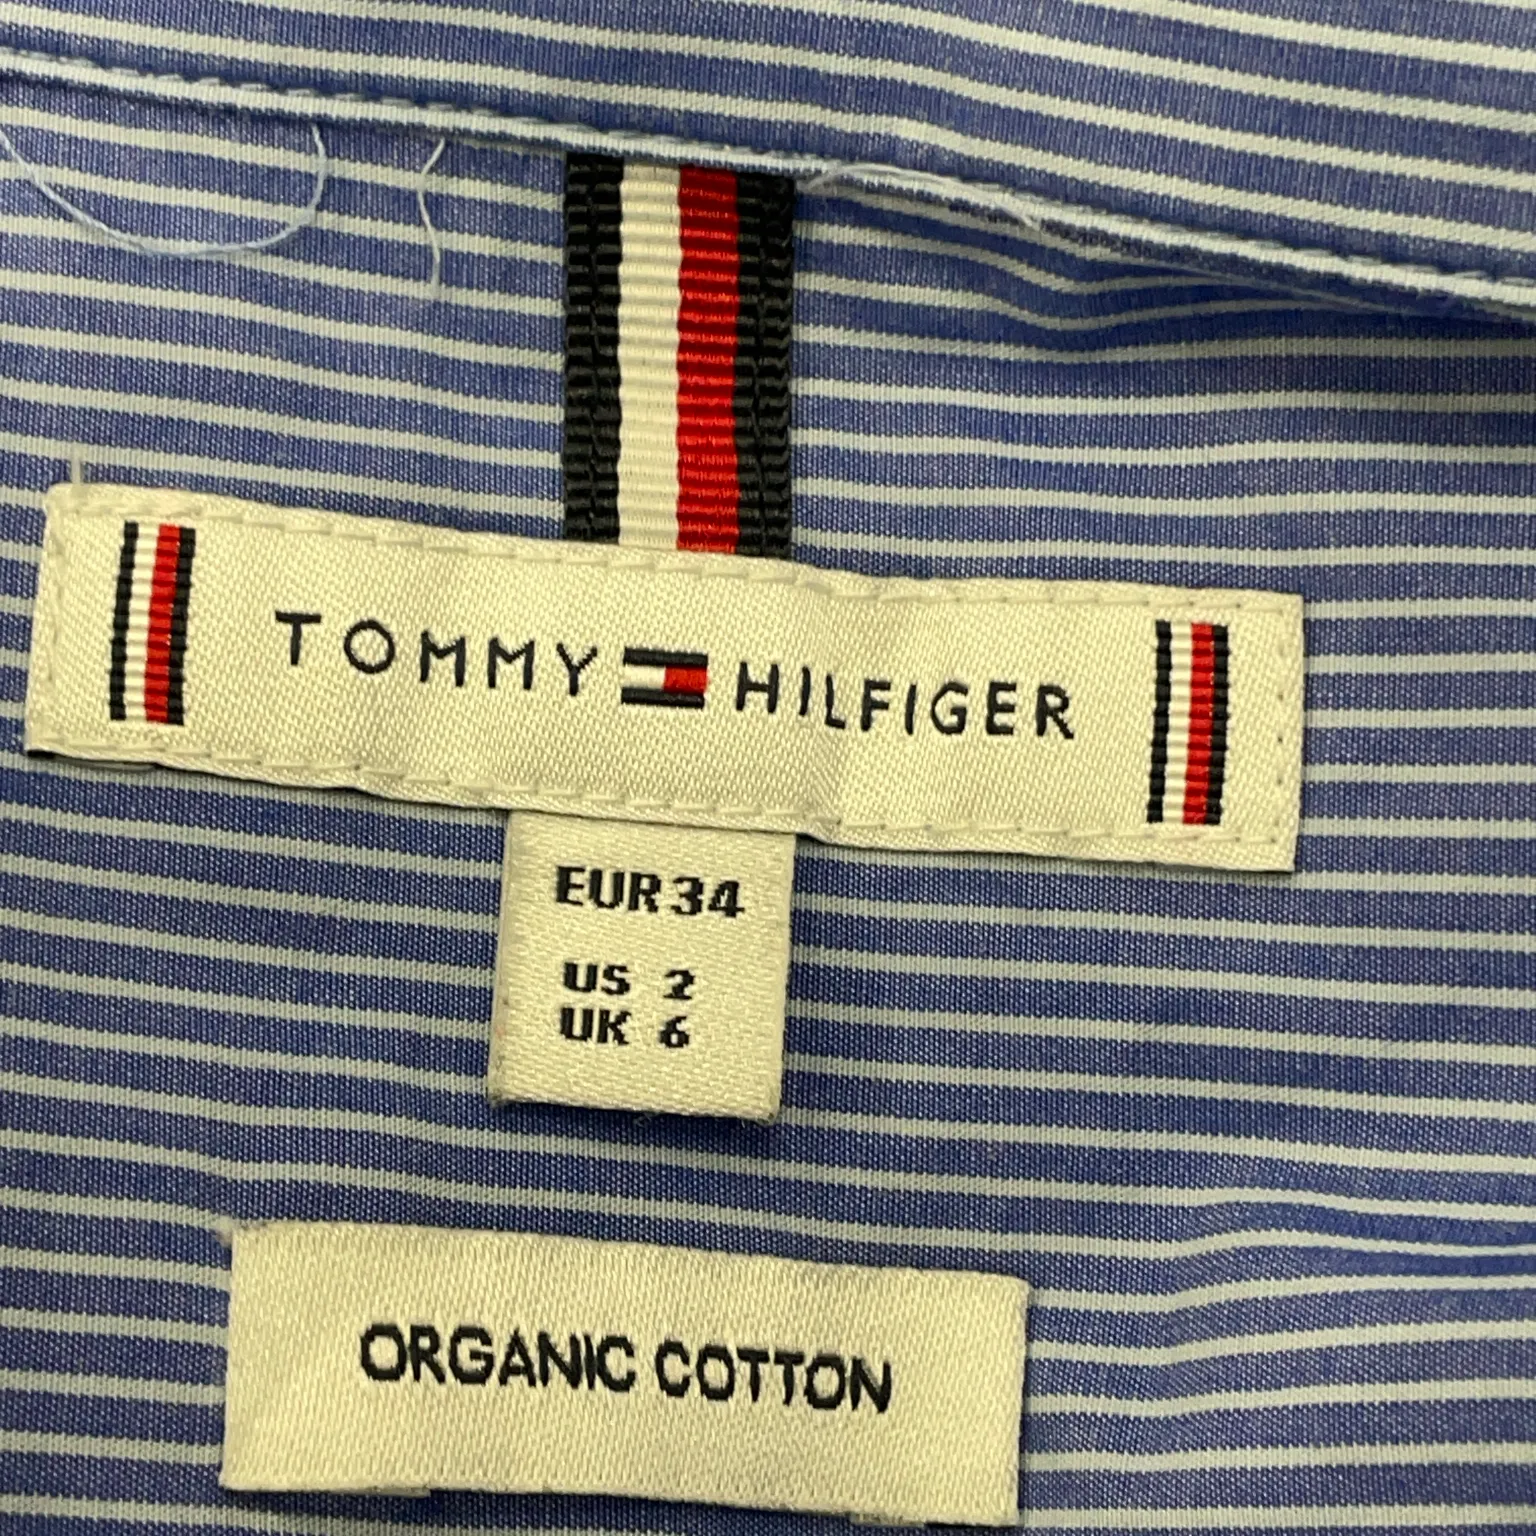 TOMMY HILFIGER
EUR 34
US 2
UK 6
ORGANIC COTTON